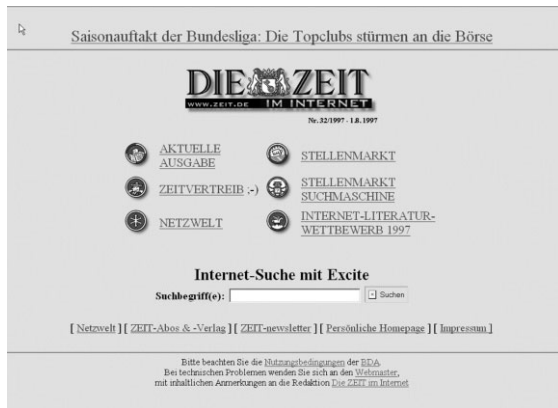 Saisonauftakt der Bundesliga: Die Topclubs stürmen an die Börse
DIE ZEIT
WWW.ZEIT.DE IM INTERNET
Nr. 32/1997 - 1.8.1997
AKTUELLE
AUSGABE
STELLENMARKT
ZEITVERTREIB ;-)
STELLENMARKT
SUCHMASCHINE
NETZWELT
INTERNET-LITERATUR-
WETTBEWERB 1997
Internet-Suche mit Excite
Suchbegriff(e):
Suchen
[ Netzwelt ] [ ZEIT-Abos & -Verlag ] [ ZEIT-newsletter ] [ Persönliche Homepage ] [ Impressum ]
Bitte beachten Sie die Nutzungsbedingungen der BDA.
Bei technischen Problemen wenden Sie sich an den Webmaster,
mit inhaltlichen Anmerkungen an die Redaktion Die ZEIT im Internet